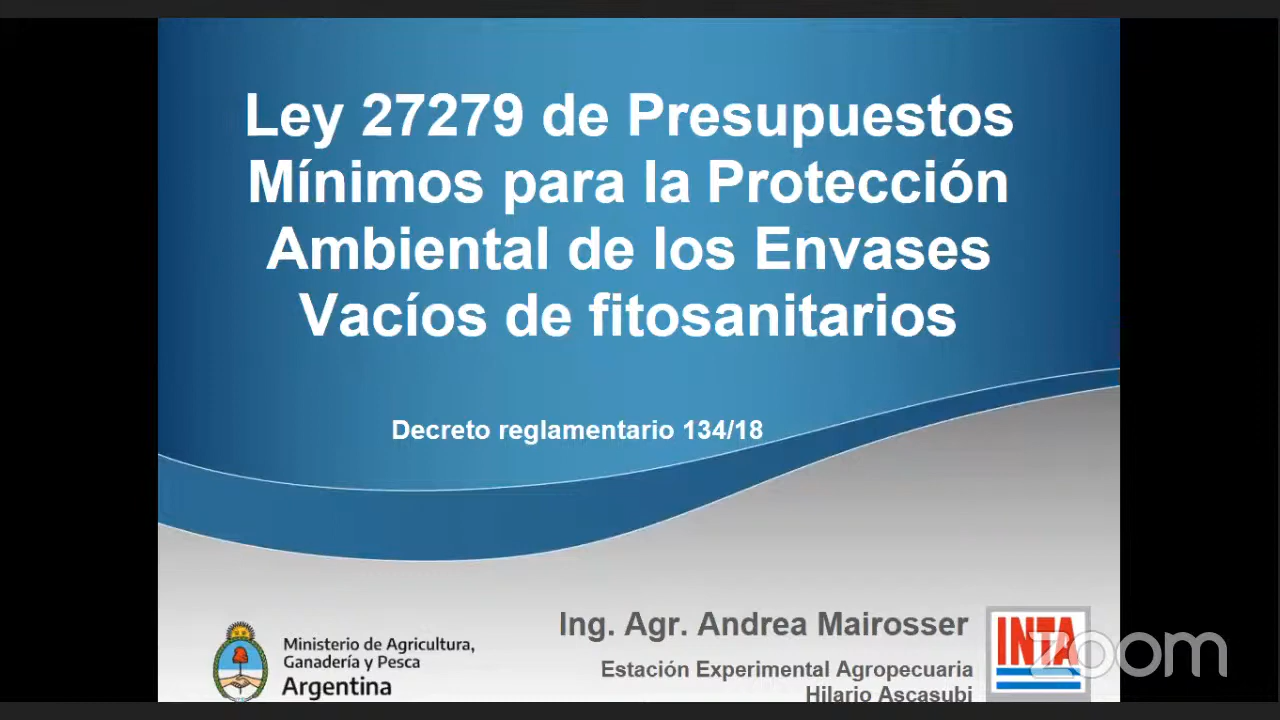 Ley 27279 de Presupuestos
Mínimos para la Protección
Ambiental de los Envases
Vacíos de fitosanitarios
Decreto reglamentario 134/18
Ing. Agr. Andrea Mairosser
Estación Experimental Agropecuaria
Hilario Ascasubi
Ministerio de Agricultura,
Ganadería y Pesca
Argentina
INTA
zoom